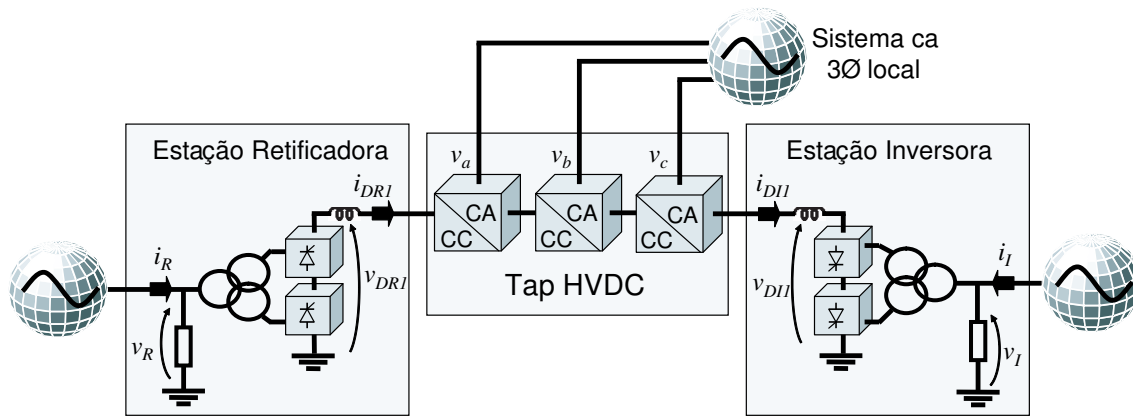 Sistema ca
3Ø local
Estação Retificadora
v_a
v_b
v_c
Estação Inversora
i_DR1
CA
CC
CA
CC
CA
CC
i_DI1
i_R
v_DR1
Tap HVDC
v_DI1
i_I
v_R
v_I